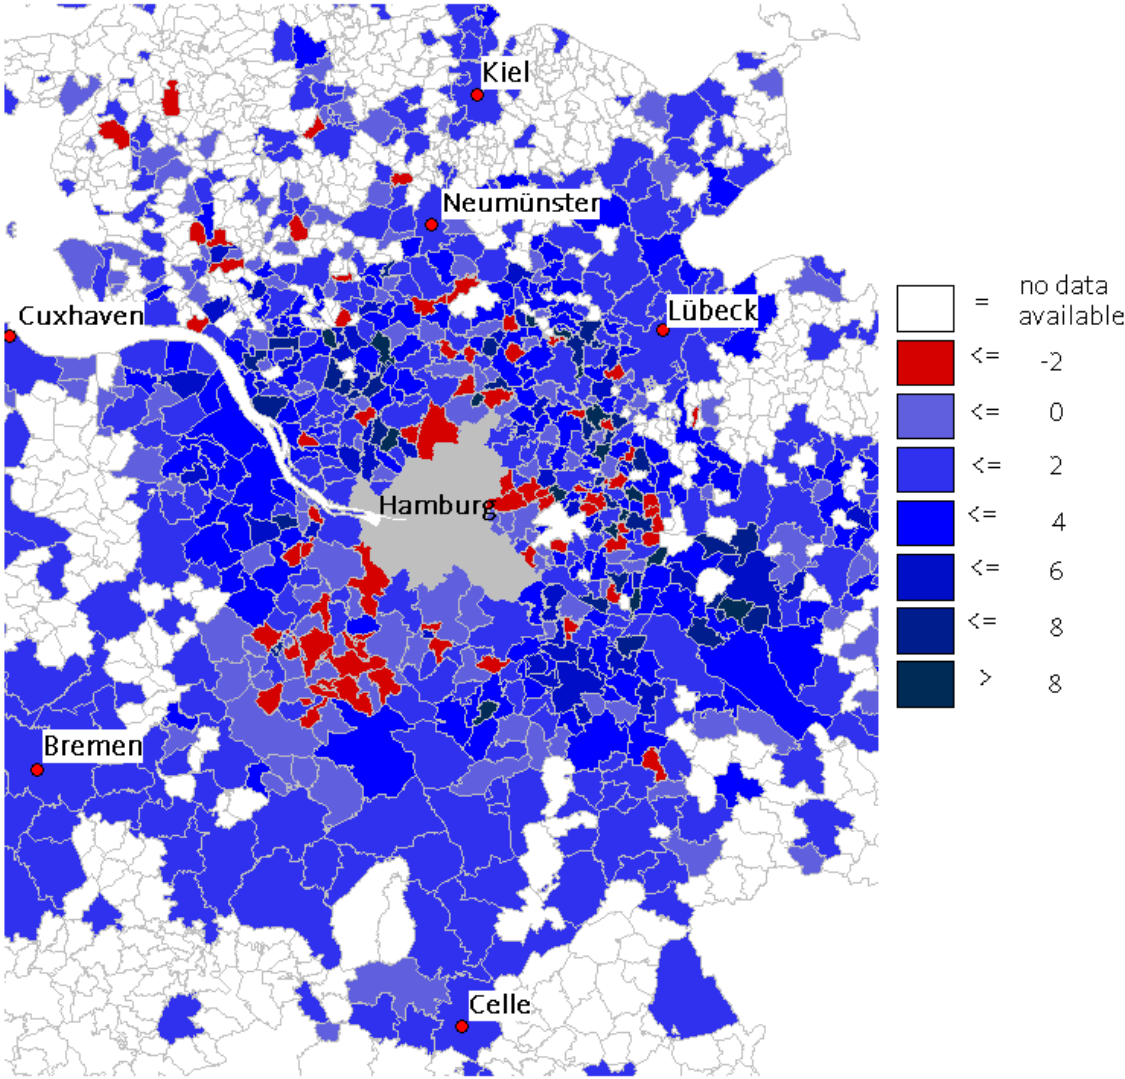 Kiel
Neumünster
Cuxhaven
Lübeck
Hamburg
Bremen
Celle
= no data
available
<= -2
<= 0
<= 2
<= 4
<= 6
<= 8
> 8